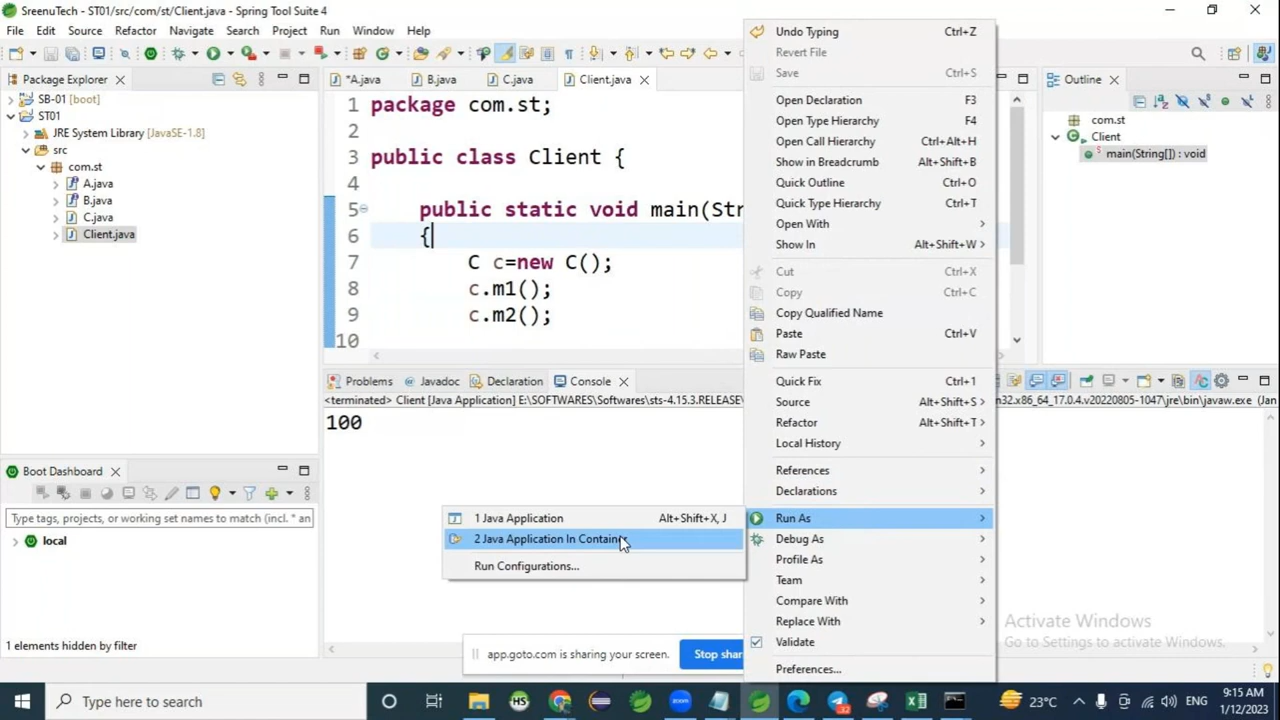 SreenuTech - ST01/src/com/st/Client.java - Spring Tool Suite 4
File Edit Source Refactor Navigate Search Project Run Window Help
Package Explorer
SB-01 [boot]
ST01
JRE System Library [JavaSE-1.8]
src
com.st
A.java
B.java
C.java
Client.java
*A.java B.java C.java Client.java
1 package com.st;
2
3 public class Client {
4
5 public static void main(Str
6 {
7 C c=new C();
8 c.m1();
9 c.m2();
10
Outline
com.st
Client
main(String[]) : void
Undo Typing Ctrl+Z
Revert File
Save Ctrl+S
Open Declaration F3
Open Type Hierarchy F4
Open Call Hierarchy Ctrl+Alt+H
Show in Breadcrumb Alt+Shift+B
Quick Outline Ctrl+O
Quick Type Hierarchy Ctrl+T
Open With
Show In Alt+Shift+W
Cut Ctrl+X
Copy Ctrl+C
Copy Qualified Name
Paste Ctrl+V
Raw Paste
Quick Fix Ctrl+1
Source Alt+Shift+S
Refactor Alt+Shift+T
Local History
References
Declarations
Run As
Debug As
Profile As
Team
Compare With
Replace With
Validate
Preferences...
1 Java Application Alt+Shift+X, J
2 Java Application In Container
Run Configurations...
Problems Javadoc Declaration Console
<terminated> Client [Java Application] E:\SOFTWARES\Softwares\sts-4.15.3.RELEASE\ n32.x86_64_17.0.4.v20220805-1047\jre\bin\javaw.exe (Jan
100
Boot Dashboard
Type tags, projects, or working set names to match (incl. * an
local
1 elements hidden by filter
app.goto.com is sharing your screen. Stop shar
Activate Windows
Go to Settings to activate Windows.
Type here to search
HS
zoom
32
23°C
ENG
9:15 AM
1/12/2023